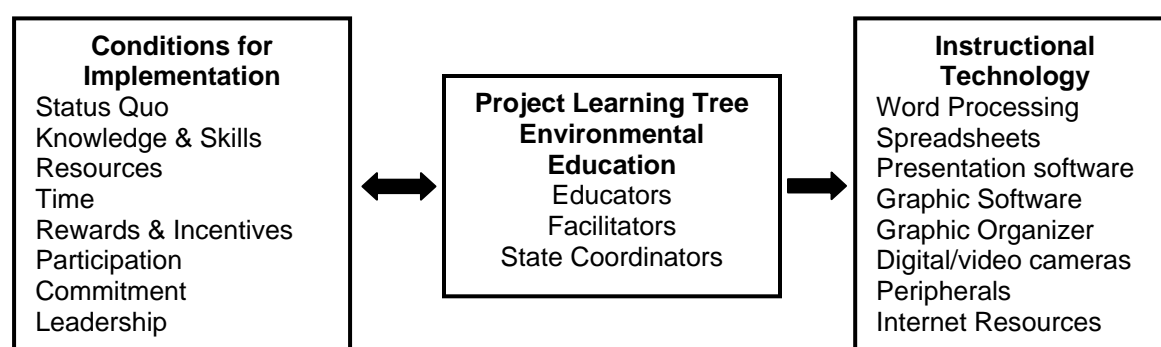 Conditions for
Implementation
Status Quo
Knowledge & Skills
Resources
Time
Rewards & Incentives
Participation
Commitment
Leadership
Project Learning Tree
Environmental
Education
Educators
Facilitators
State Coordinators
Instructional
Technology
Word Processing
Spreadsheets
Presentation software
Graphic Software
Graphic Organizer
Digital/video cameras
Peripherals
Internet Resources